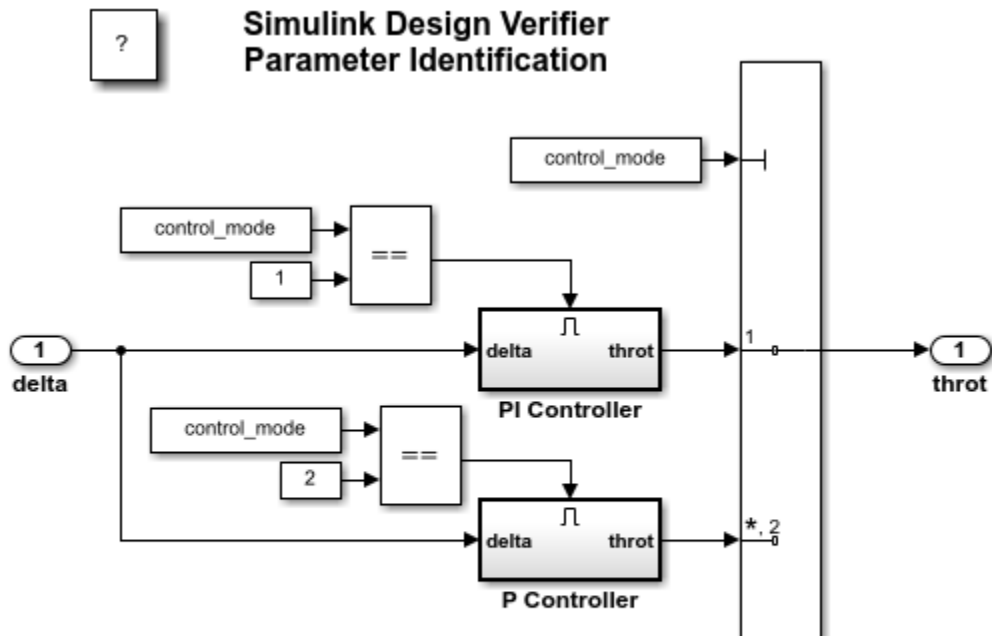 ?
Simulink Design Verifier
Parameter Identification
control_mode
control_mode
==
1
1
delta
delta
throt
PI Controller
1
1
throt
control_mode
==
2
delta
throt
P Controller
*, 2